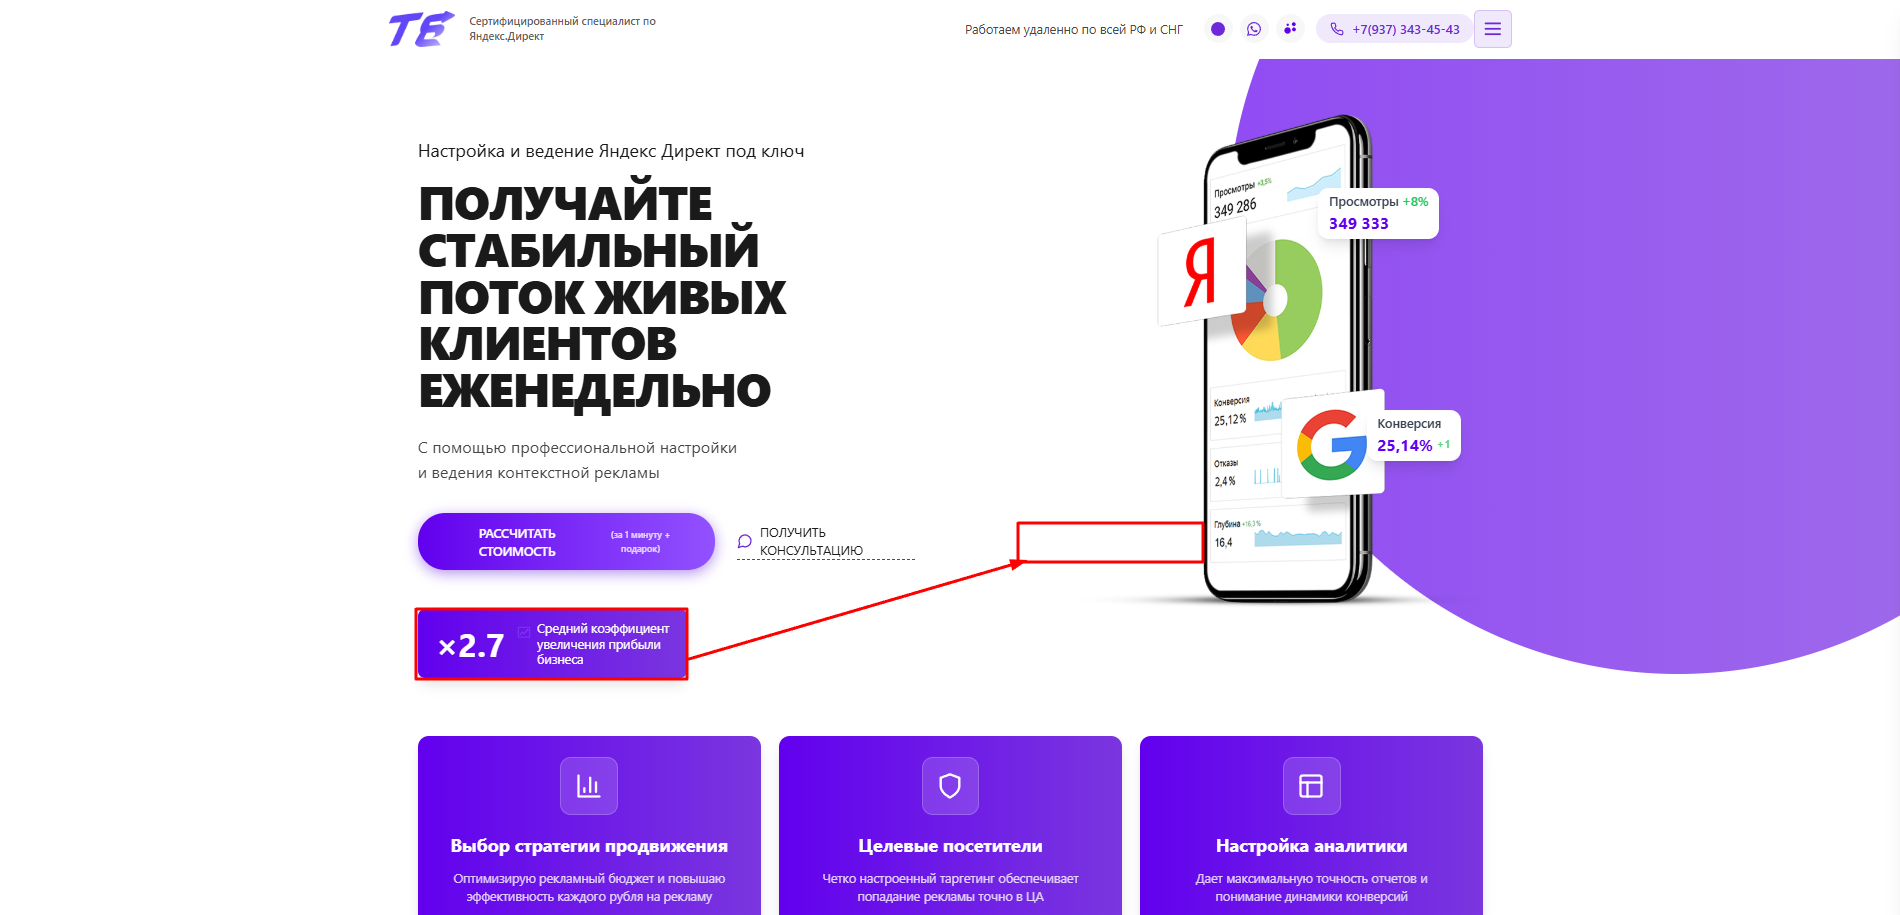 ТЕ
Сертифицированный специалист по
Яндекс.Директ
Работаем удаленно по всей РФ и СНГ
+7(937) 343-45-43
Настройка и ведение Яндекс Директ под ключ
ПОЛУЧАЙТЕ
СТАБИЛЬНЫЙ
ПОТОК ЖИВЫХ
КЛИЕНТОВ
ЕЖЕНЕДЕЛЬНО
С помощью профессиональной настройки
и ведения контекстной рекламы
РАССЧИТАТЬ
СТОИМОСТЬ
(за 1 минуту +
подарок)
ПОЛУЧИТЬ
КОНСУЛЬТАЦИЮ
×2.7
Средний коэффициент
увеличения прибыли
бизнеса
Просмотры +2,5%
349 286
Просмотры +8%
349 333
Я
Конверсия
25,12%
G
Конверсия
25,14% +1
Отказы
2,4%
Глубина +16,3%
16,4
Выбор стратегии продвижения
Оптимизирую рекламный бюджет и повышаю
эффективность каждого рубля на рекламу
Целевые посетители
Четко настроенный таргетинг обеспечивает
попадание рекламы точно в ЦА
Настройка аналитики
Дает максимальную точность отчетов и
понимание динамики конверсий